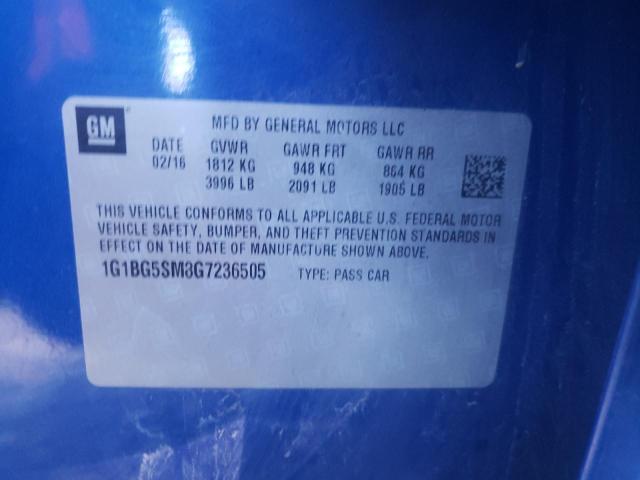 GM
MFD BY GENERAL MOTORS LLC
DATE GVWR GAWR FRT GAWR RR
02/16 1812 KG 948 KG 864 KG
3996 LB 2091 LB 1905 LB
THIS VEHICLE CONFORMS TO ALL APPLICABLE U.S. FEDERAL MOTOR
VEHICLE SAFETY, BUMPER, AND THEFT PREVENTION STANDARDS IN
EFFECT ON THE DATE OF MANUFACTURE SHOWN ABOVE.
1G1BG5SM3G7236505 TYPE: PASS CAR